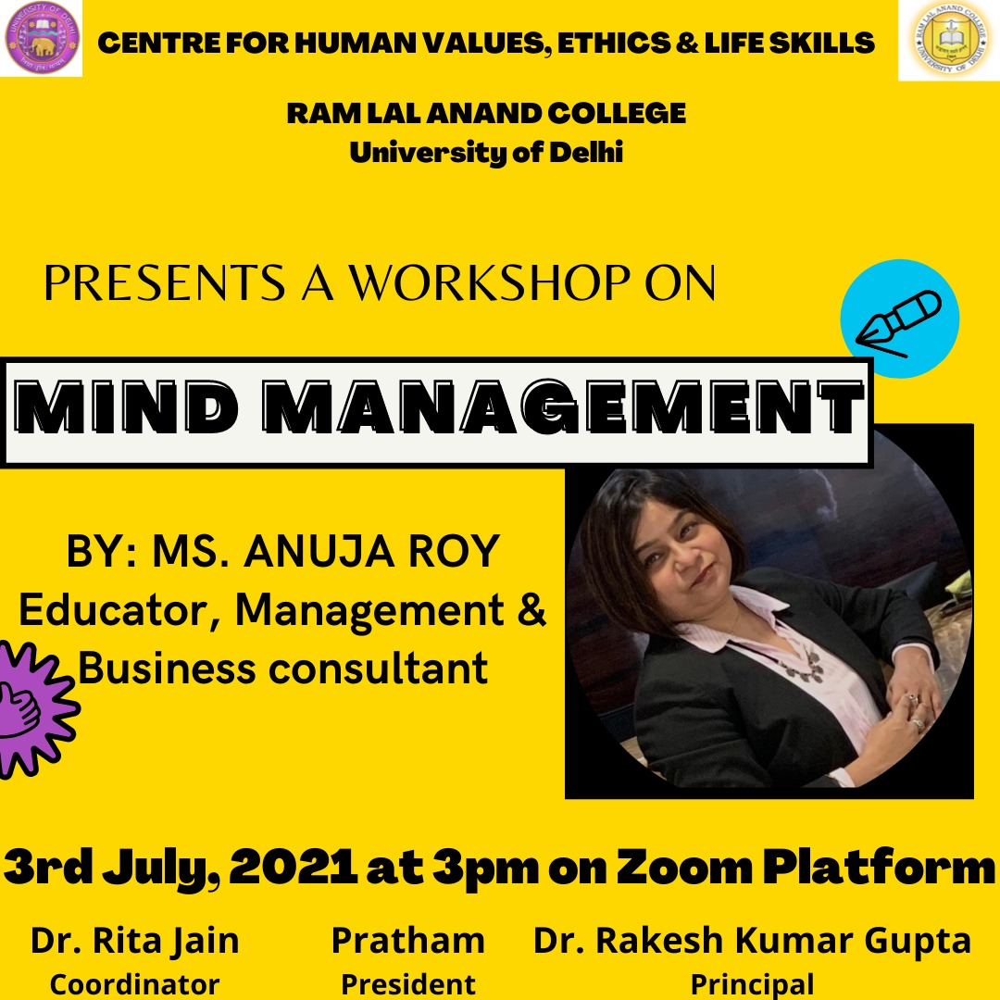 CENTRE FOR HUMAN VALUES, ETHICS & LIFE SKILLS
RAM LAL ANAND COLLEGE
University of Delhi
PRESENTS A WORKSHOP ON
MIND MANAGEMENT
BY: MS. ANUJA ROY
Educator, Management &
Business consultant
3rd July, 2021 at 3pm on Zoom Platform
Dr. Rita Jain Pratham Dr. Rakesh Kumar Gupta
Coordinator President Principal
UNIVERSITY OF DELHI
RAM LAL ANAND COLLEGE
UNIVERSITY OF DELHI